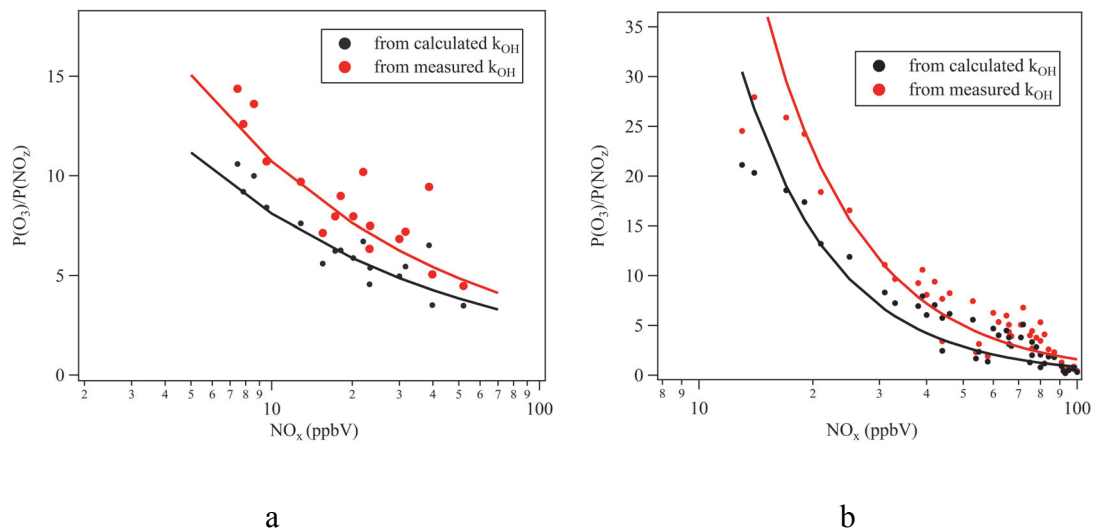 from calculated kOH
from measured kOH
15
10
5
0
P(O3)/P(NOz)
2 3 4 5 6 7 8 9 10 2 3 4 5 6 7 8 9 100
NOx (ppbV)
a
from calculated kOH
from measured kOH
35
30
25
20
15
10
5
0
P(O3)/P(NOz)
8 9 10 2 3 4 5 6 7 8 9 100
NOx (ppbV)
b